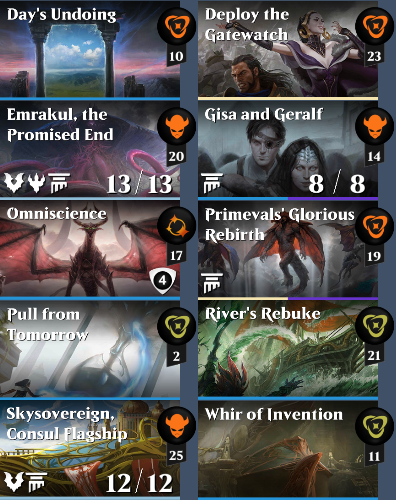 Day's Undoing
10
Deploy the
Gatewatch
23
Emrakul, the
Promised End
20
13/13
Gisa and Geralf
14
8 / 8
Omniscience
17
4
Primevals' Glorious
Rebirth
19
Pull from
Tomorrow
2
River's Rebuke
21
Skysovereign,
Consul Flagship
25
12/12
Whir of Invention
11